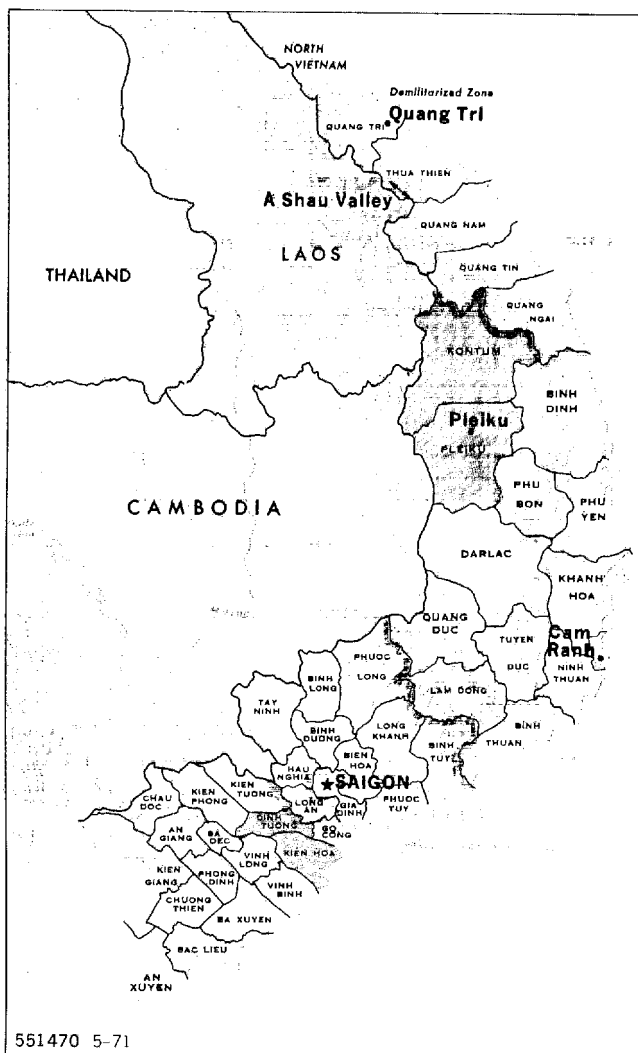 NORTH
VIETNAM
Demilitarized Zone
Quang Tri
QUANG TRI
THUA THIEN
A Shau Valley
LAOS
QUANG NAM
THAILAND
QUANG TIN
QUANG
NGAI
KONTUM
BINH
DINH
Pleiku
PLEIKU
PHU
BON
PHU
YEN
CAMBODIA
DARLAC
KHANH
HOA
QUANG
DUC
Cam
Ranh
TUYEN
DUC
NINH
THUAN
PHUOC
LONG
BINH
LONG
LAM DONG
TAY
NINH
BINH
THUAN
LONG
KHANH
BINH
TUY
BINH
DUONG
BIEN
HOA
HAU
NGHIA
SAIGON
KIEN
TUONG
LONG
AN
GIA
DINH
PHUOC
TUY
CHAU
DOC
KIEN
PHONG
DINH
TUONG
GO
CONG
AN
GIANG
SA
DEC
VINH
LONG
KIEN HOA
KIEN
GIANG
PHONG
DINH
VINH
BINH
CHUONG
THIEN
BA XUYEN
BAC LIEU
AN
XUYEN
551470 5-71